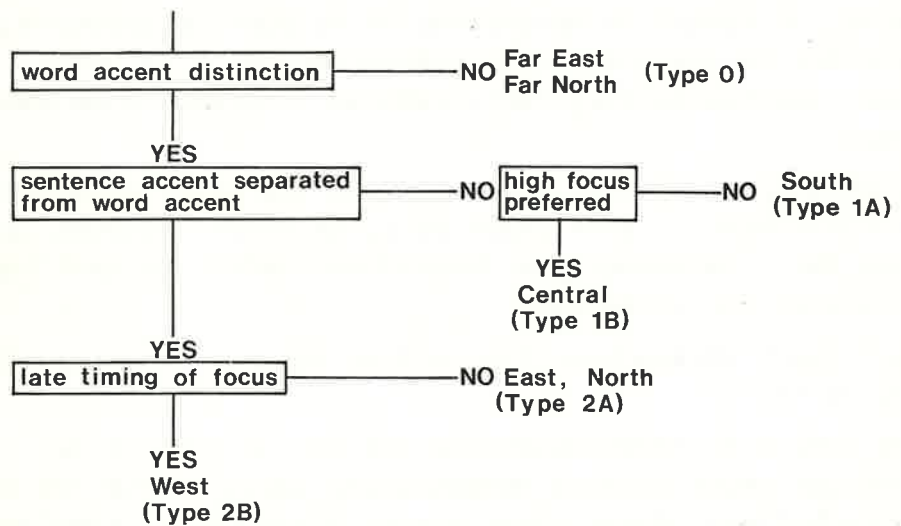 word accent distinction
NO Far East
Far North (Type 0)
YES
sentence accent separated
from word accent
NO
high focus
preferred
NO South
(Type 1A)
YES
Central
(Type 1B)
YES
late timing of focus
NO East, North
(Type 2A)
YES
West
(Type 2B)